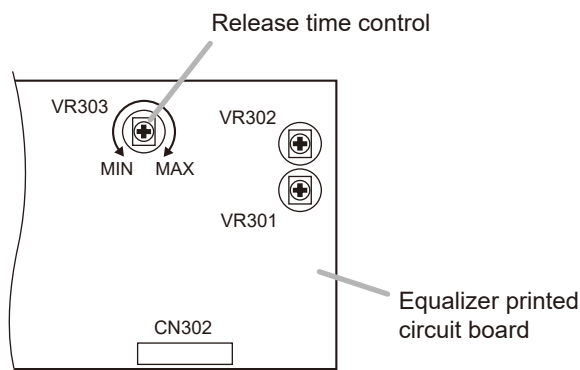 Release time control
VR303
VR302
MIN MAX
VR301
Equalizer printed
circuit board
CN302